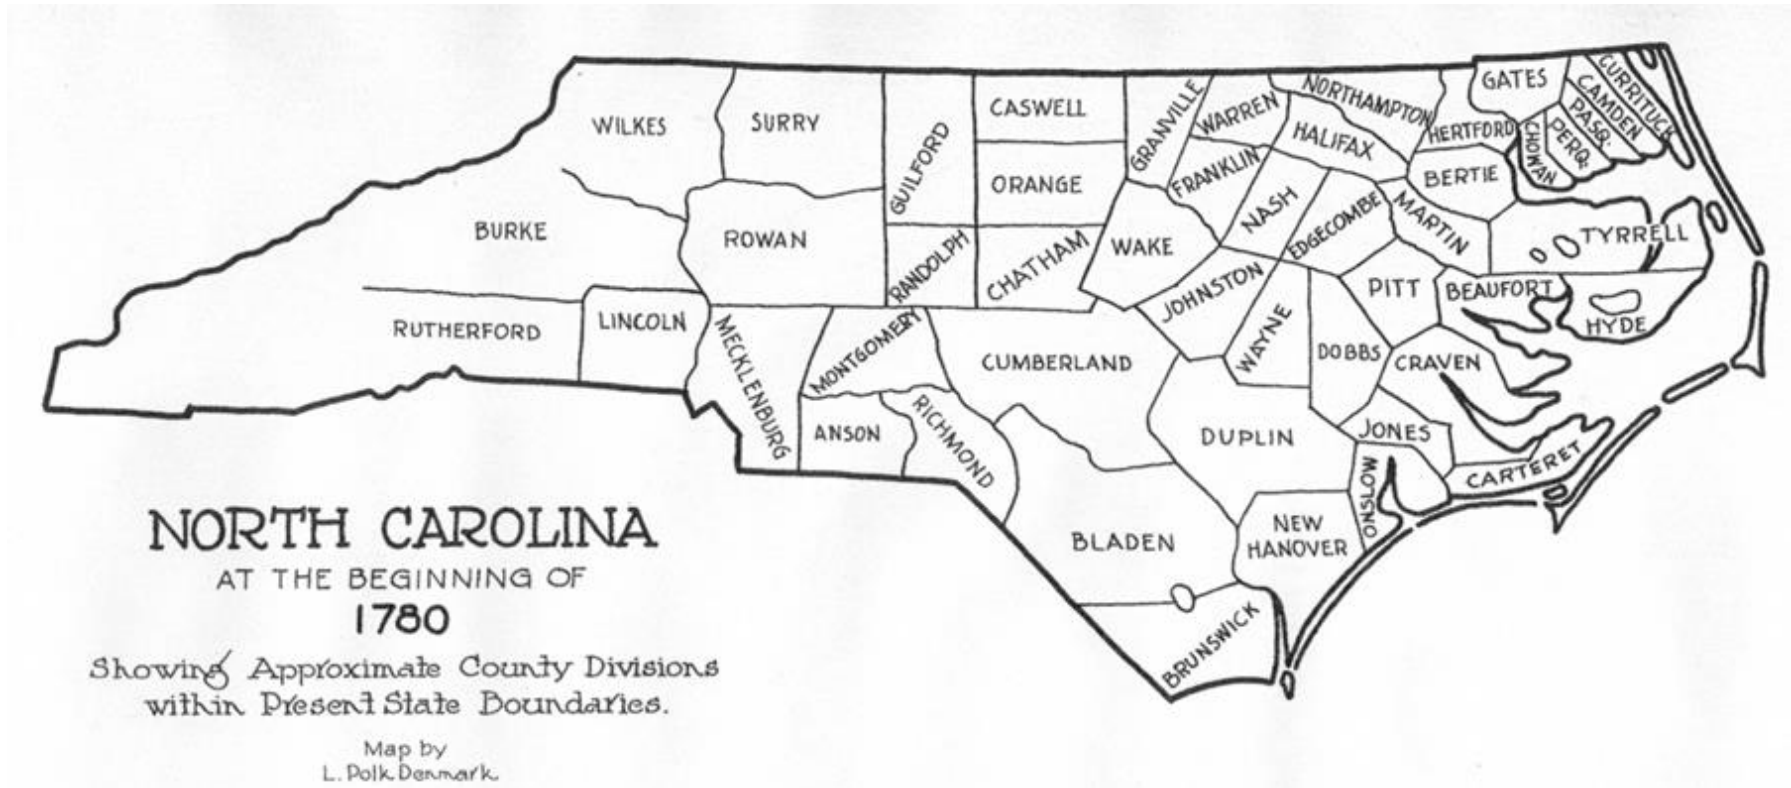 WILKES
SURRY
GUILFORD
CASWELL
GRANVILLE
WARREN
NORTHAMPTON
HERTFORD
GATES
CURRITUCK
CAMDEN
PASQ.
PERQ.
CHOWAN
HALIFAX
FRANKLIN
ORANGE
BERTIE
BURKE
ROWAN
RANDOLPH
CHATHAM
WAKE
NASH
EDGECOMBE
MARTIN
TYRRELL
RUTHERFORD
LINCOLN
MECKLENBURG
MONTGOMERY
CUMBERLAND
JOHNSTON
WAYNE
DOBBS
PITT
BEAUFORT
HYDE
CRAVEN
ANSON
RICHMOND
DUPLIN
JONES
ONSLOW
CARTERET
BLADEN
NEW
HANOVER
BRUNSWICK
NORTH CAROLINA
AT THE BEGINNING OF
1780
Showing Approximate County Divisions
within Present State Boundaries.
Map by
L. Polk Denmark